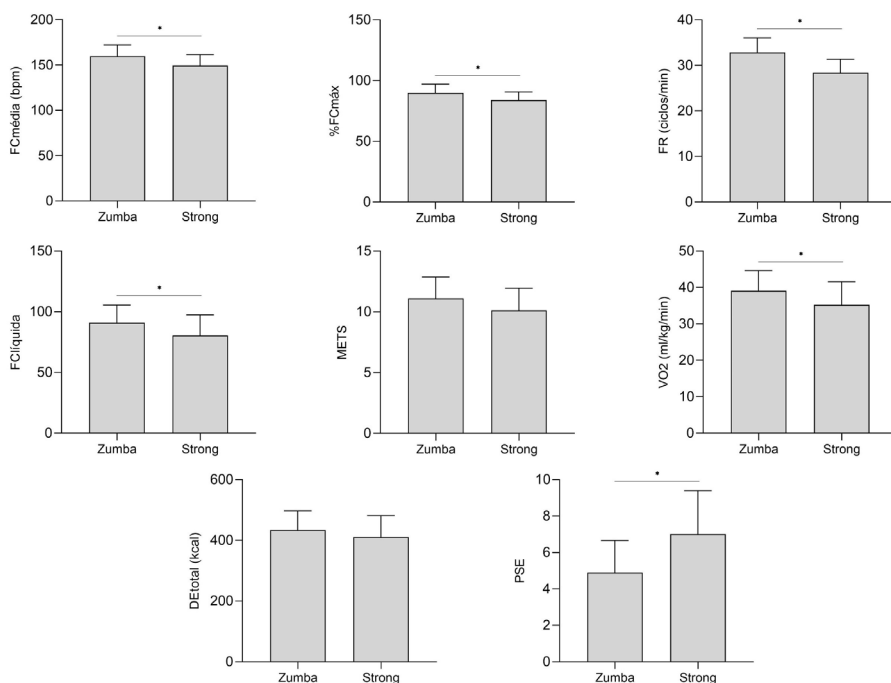 FCmédia (bpm)
200
150
100
50
0
*
Zumba
Strong
%FCmáx
150
100
50
0
*
Zumba
Strong
FR (ciclos/min)
40
30
20
10
0
*
Zumba
Strong
FClíquida
150
100
50
0
*
Zumba
Strong
METS
15
10
5
0
Zumba
Strong
VO2 (ml/kg/min)
50
40
30
20
10
0
*
Zumba
Strong
DEtotal (kcal)
600
400
200
0
Zumba
Strong
PSE
10
8
6
4
2
0
*
Zumba
Strong